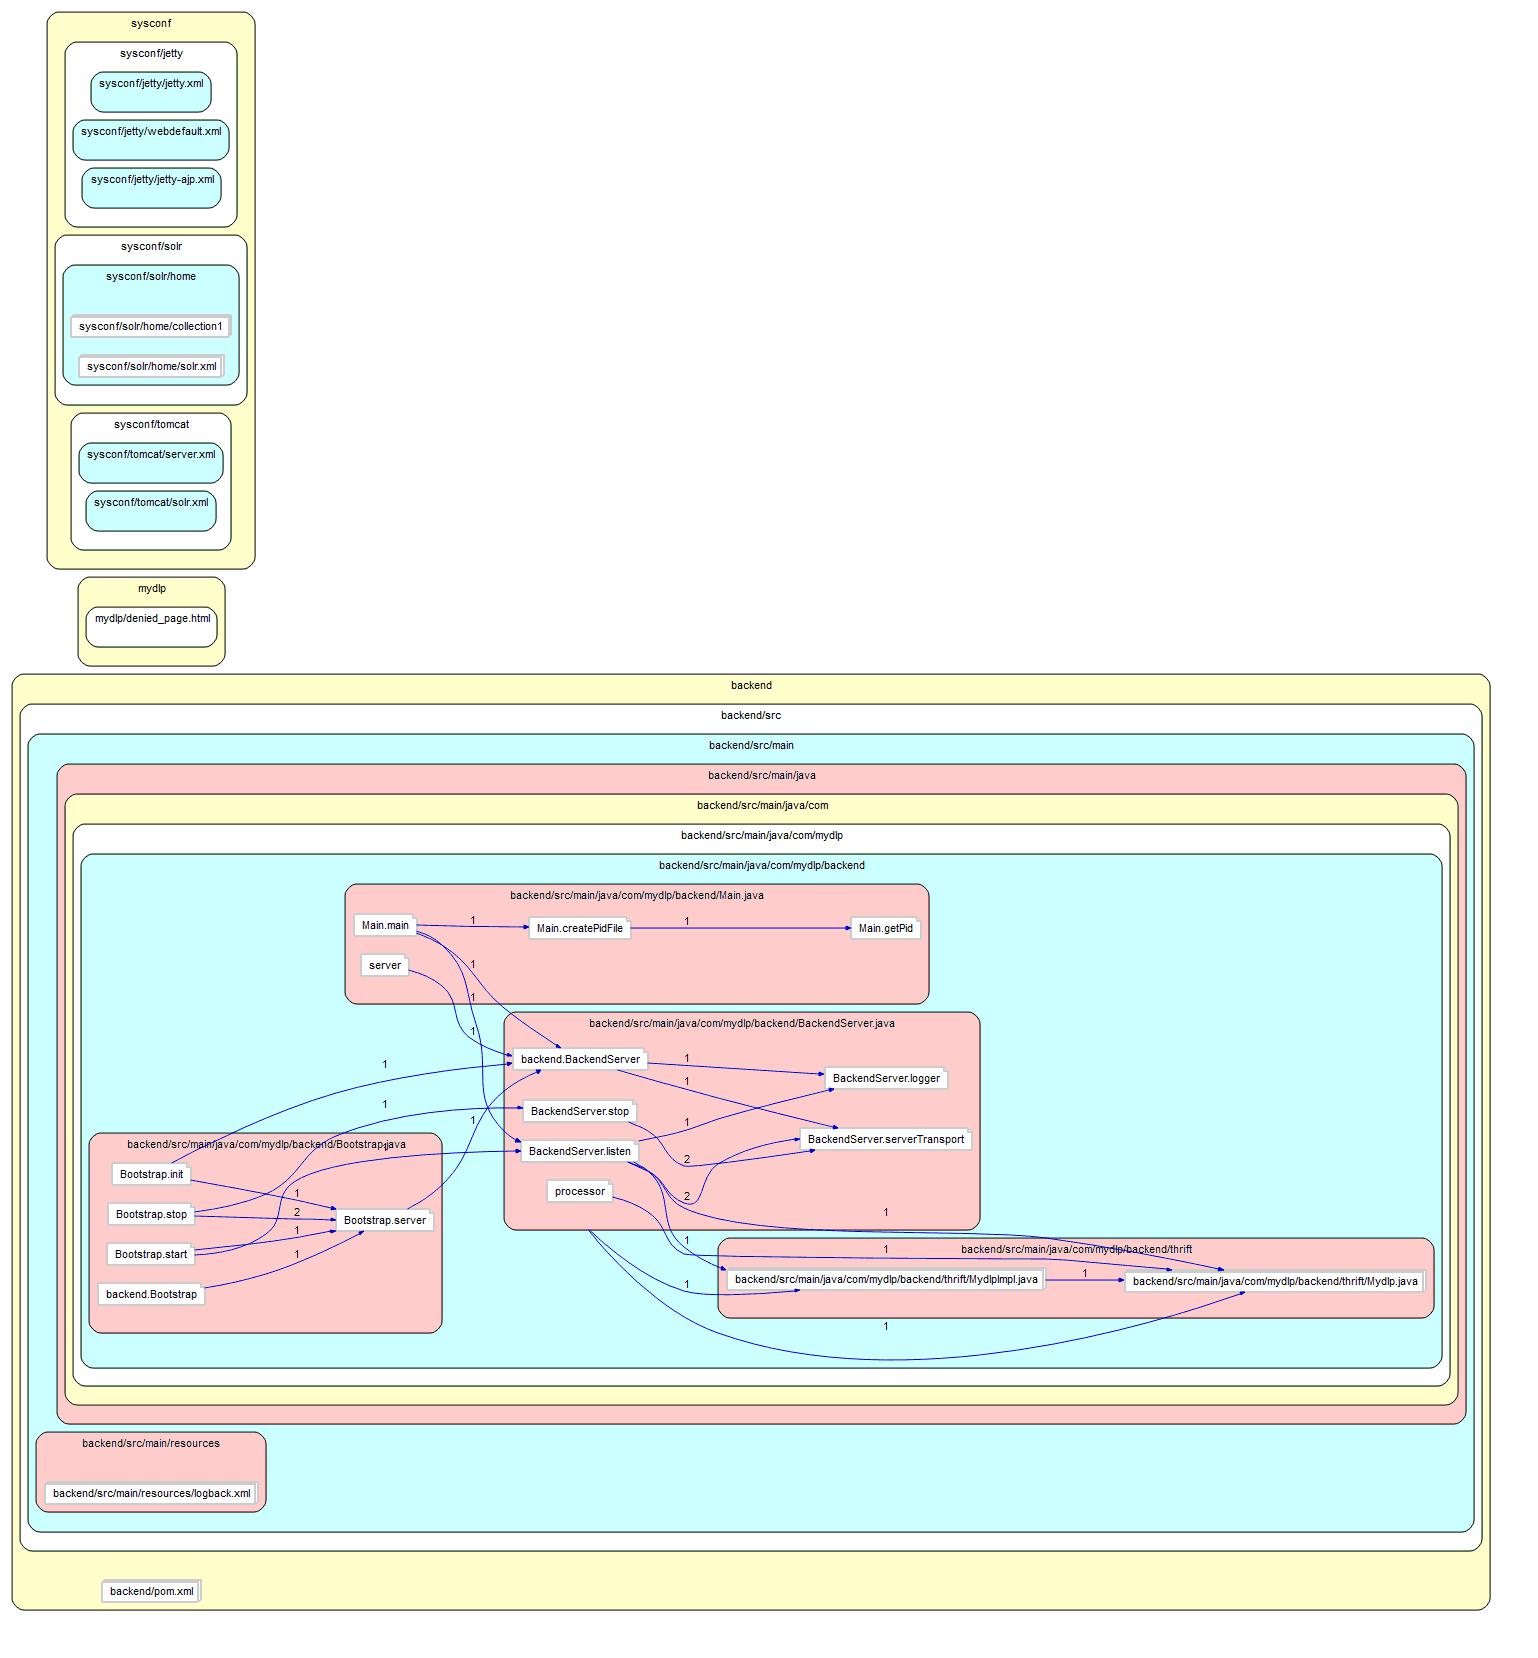 sysconf
sysconf/jetty
sysconf/jetty/jetty.xml
sysconf/jetty/webdefault.xml
sysconf/jetty/jetty-ajp.xml
sysconf/solr
sysconf/solr/home
sysconf/solr/home/collection1
sysconf/solr/home/solr.xml
sysconf/tomcat
sysconf/tomcat/server.xml
sysconf/tomcat/solr.xml
mydlp
mydlp/denied_page.html
backend
backend/src
backend/src/main
backend/src/main/java
backend/src/main/java/com
backend/src/main/java/com/mydlp
backend/src/main/java/com/mydlp/backend
backend/src/main/java/com/mydlp/backend/Main.java
Main.main
1
Main.createPidFile
1
Main.getPid
server
1
1
1
backend/src/main/java/com/mydlp/backend/BackendServer.java
backend.BackendServer
1
BackendServer.logger
1
BackendServer.stop
1
BackendServer.serverTransport
BackendServer.listen
2
processor
2
1
1
1
1
backend/src/main/java/com/mydlp/backend/Bootstrap.java
1
Bootstrap.init
1
Bootstrap.stop
2
Bootstrap.server
1
Bootstrap.start
1
backend.Bootstrap
1
1
1
backend/src/main/java/com/mydlp/backend/thrift
backend/src/main/java/com/mydlp/backend/thrift/MydlpImpl.java
1
backend/src/main/java/com/mydlp/backend/thrift/Mydlp.java
1
1
backend/src/main/resources
backend/src/main/resources/logback.xml
backend/pom.xml